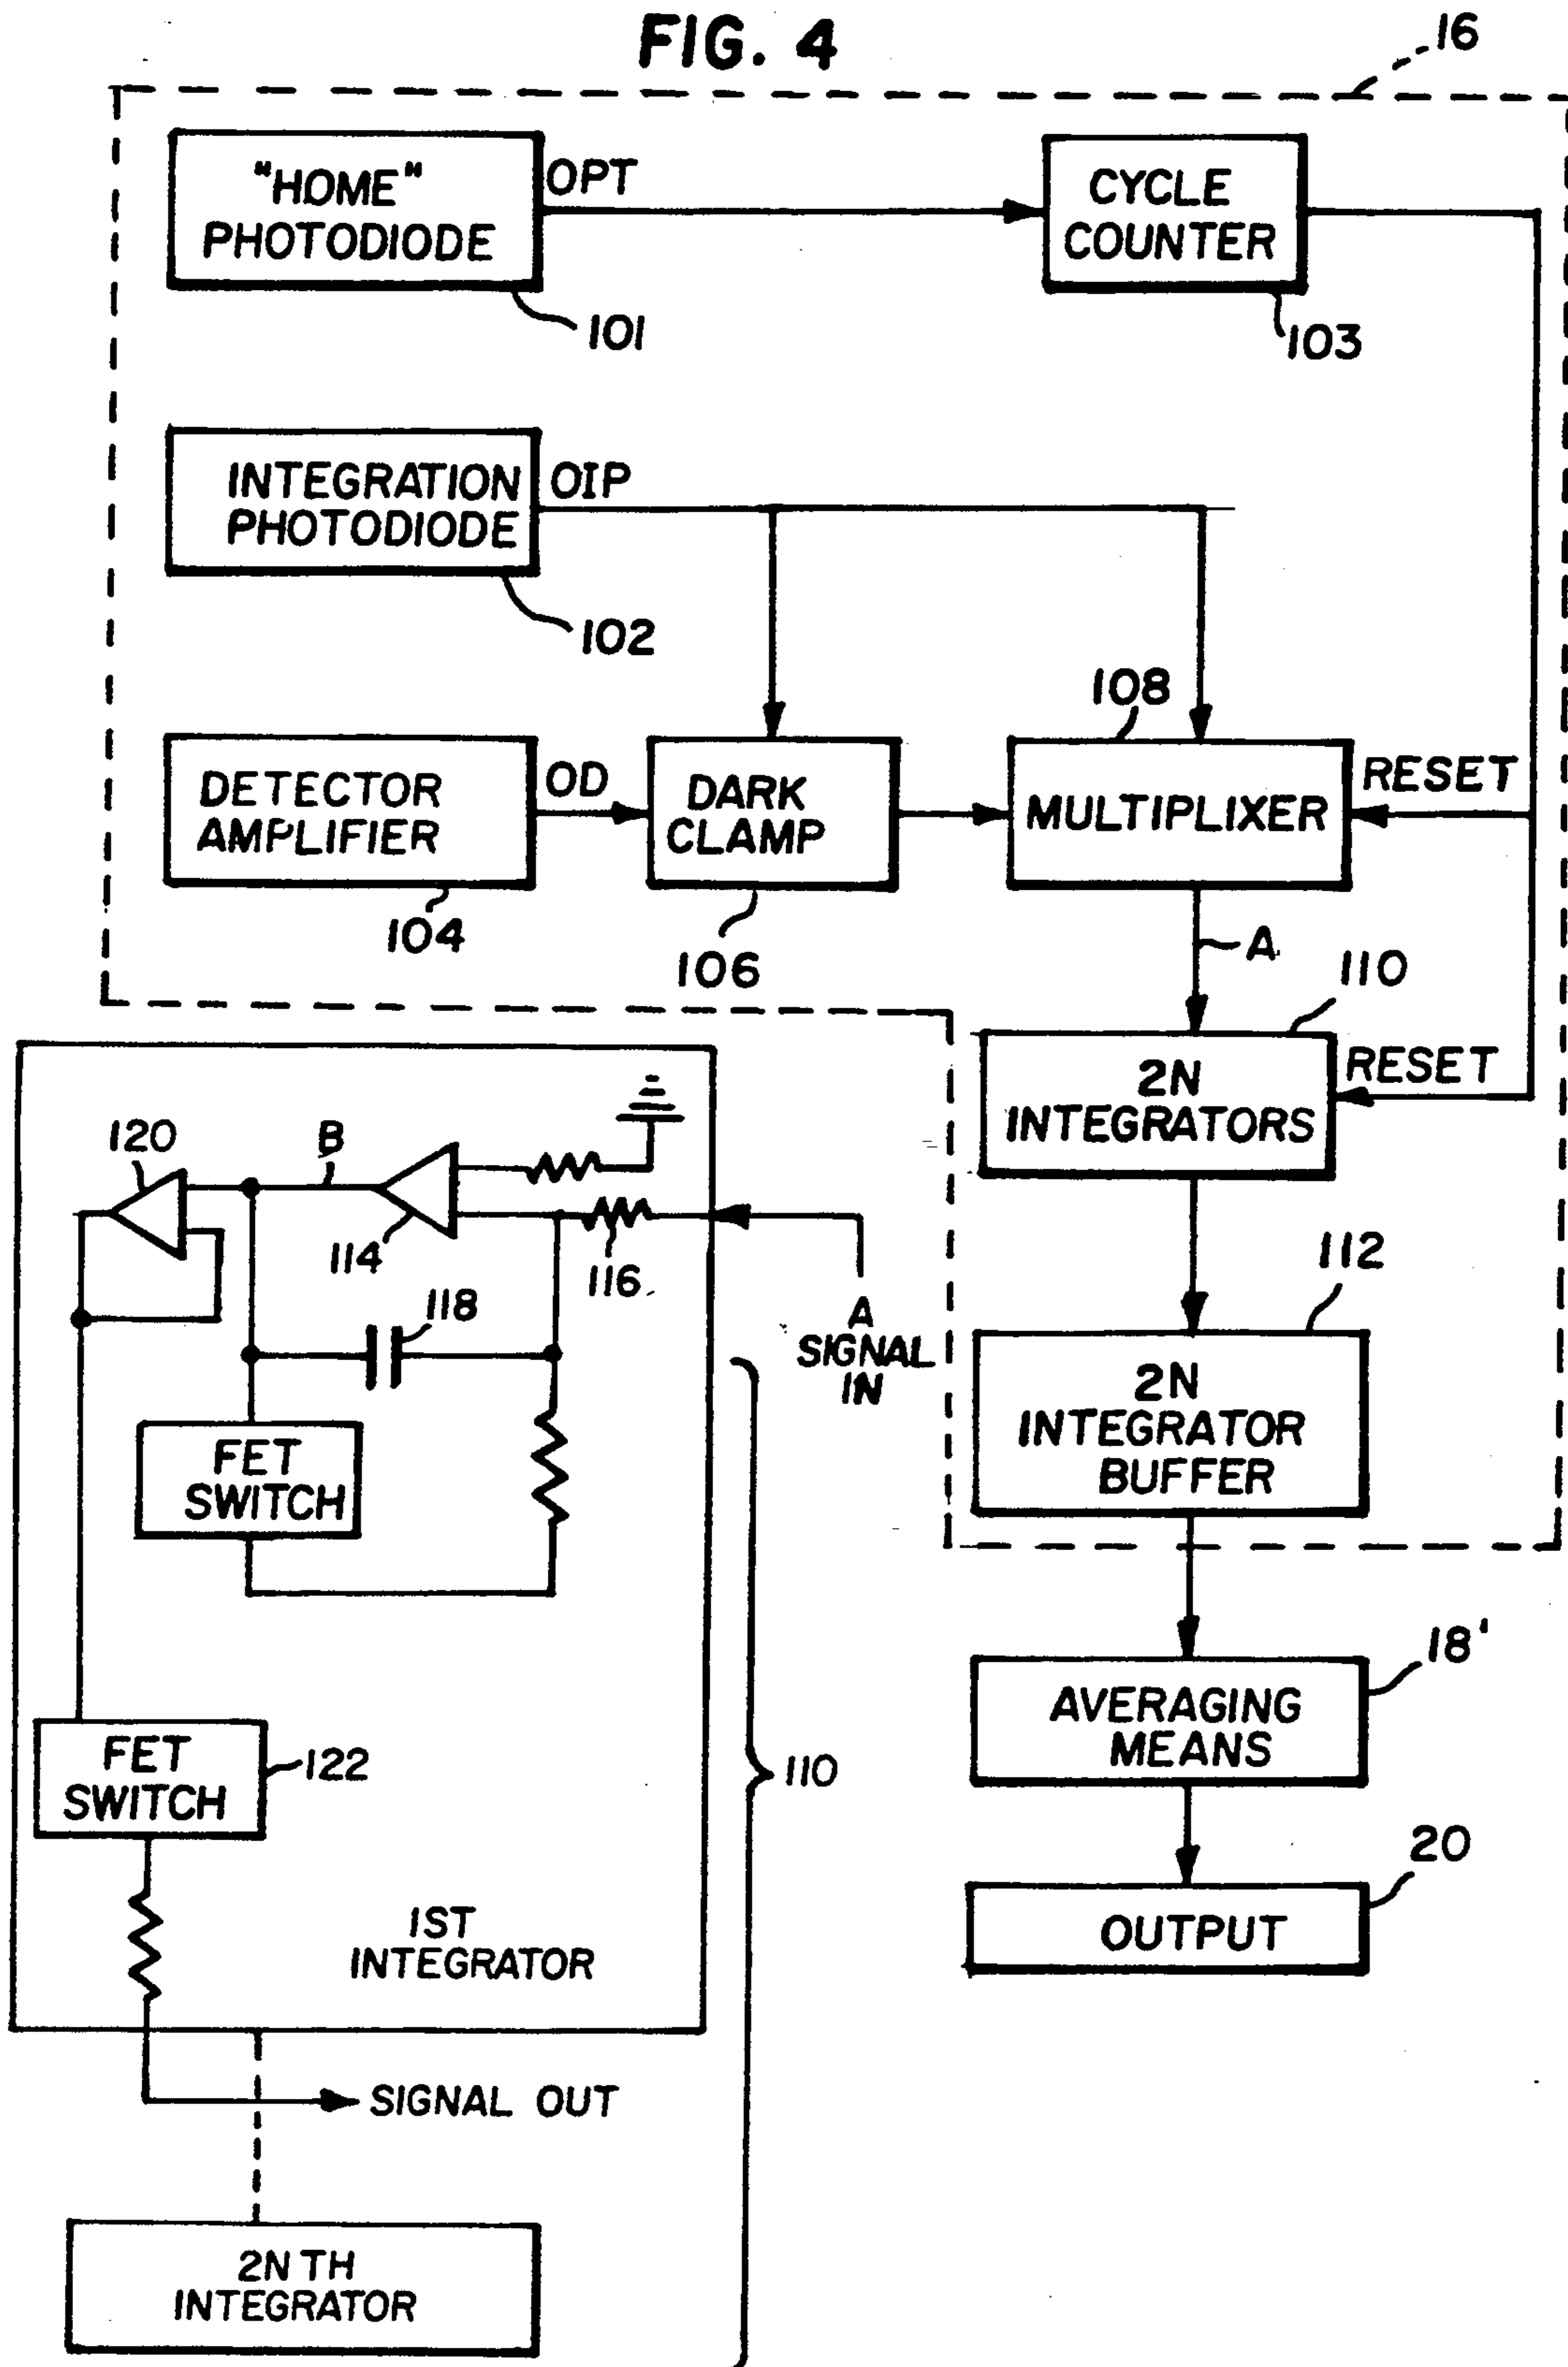 FIG. 4
16
"HOME"
PHOTODIODE
OPT
CYCLE
COUNTER
101
103
INTEGRATION
PHOTODIODE
OIP
102
108
DETECTOR
AMPLIFIER
OD
DARK
CLAMP
MULTIPLIXER
RESET
104
106
A
110
2N
INTEGRATORS
RESET
120
B
114
116
118
A
SIGNAL
IN
112
2N
INTEGRATOR
BUFFER
FET
SWITCH
18'
AVERAGING
MEANS
FET
SWITCH
122
110
20
OUTPUT
1ST
INTEGRATOR
SIGNAL OUT
2N TH
INTEGRATOR